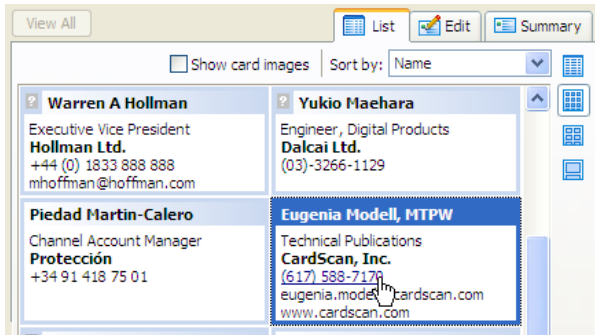 View All
List
Edit
Summary
Show card images
Sort by:
Name
Warren A Hollman
Executive Vice President
Hollman Ltd.
+44 (0) 1833 888 888
mhoffman@hoffman.com
Yukio Maehara
Engineer, Digital Products
Dalcai Ltd.
(03)-3266-1129
Piedad Martin-Calero
Channel Account Manager
Protección
+34 91 418 75 01
Eugenia Modell, MTPW
Technical Publications
CardScan, Inc.
(617) 588-7170
cardscan.com
www.cardscan.com